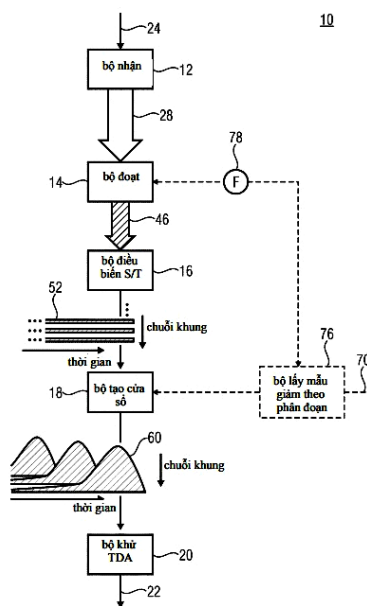 10
24
bộ nhận
12
28
78
F
bộ đoạt
14
46
bộ điều
biến S/T
16
52
chuỗi khung
thời gian
76
bộ lấy mẫu
giảm theo
phân đoạn
70
bộ tạo cửa
sổ
18
60
chuỗi khung
thời gian
bộ khử
TDA
20
22